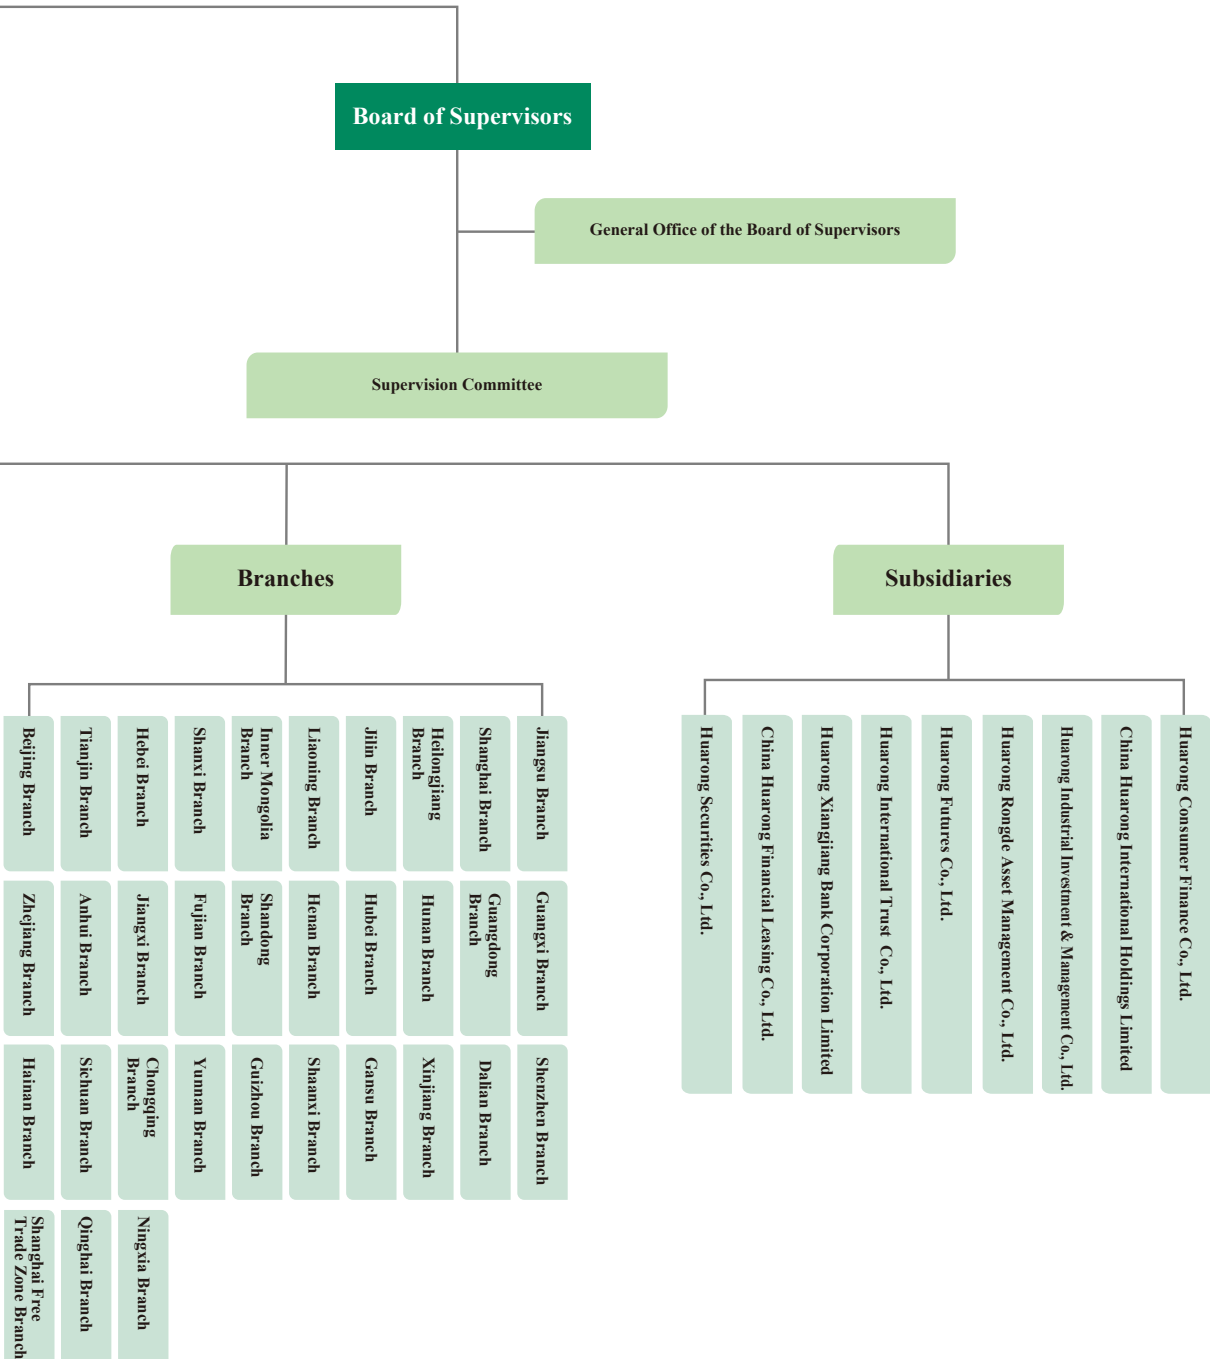 Board of Supervisors
General Office of the Board of Supervisors
Supervision Committee
Branches
Subsidiaries
Beijing Branch
Tianjin Branch
Hebei Branch
Shanxi Branch
Inner Mongolia
Branch
Liaoning Branch
Jilin Branch
Heilongjiang
Branch
Shanghai Branch
Jiangsu Branch
Zhejiang Branch
Anhui Branch
Jiangxi Branch
Fujian Branch
Shandong
Branch
Henan Branch
Hubei Branch
Hunan Branch
Guangdong
Branch
Guangxi Branch
Hainan Branch
Sichuan Branch
Chongqing
Branch
Yunnan Branch
Guizhou Branch
Shaanxi Branch
Gansu Branch
Xinjiang Branch
Dalian Branch
Shenzhen Branch
Shanghai Free
Trade Zone Branch
Qinghai Branch
Ningxia Branch
Huarong Securities Co., Ltd.
China Huarong Financial Leasing Co., Ltd.
Huarong Xiangjiang Bank Corporation Limited
Huarong International Trust Co., Ltd.
Huarong Futures Co., Ltd.
Huarong Rongde Asset Management Co., Ltd.
Huarong Industrial Investment & Management Co., Ltd.
China Huarong International Holdings Limited
Huarong Consumer Finance Co., Ltd.